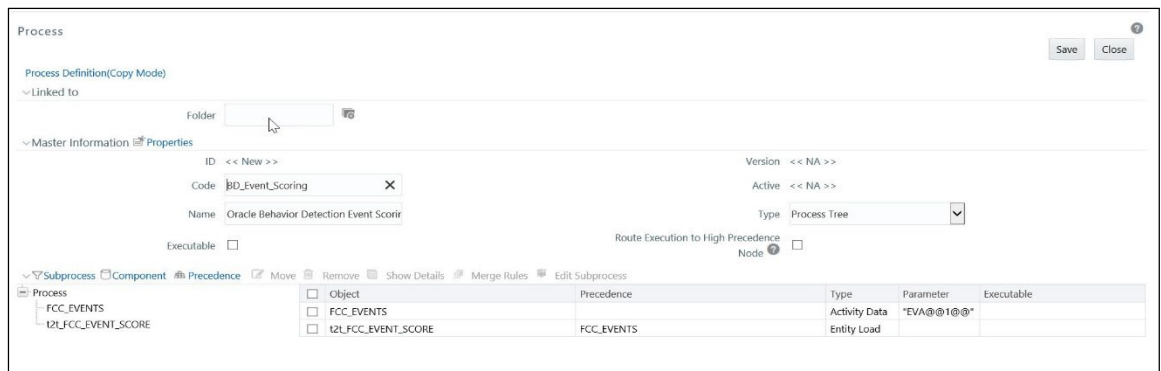 Process
Save Close
Process Definition(Copy Mode)
Linked to
Folder
Master Information Properties
ID << New >> Version << NA >>
Code BD_Event_Scoring Active << NA >>
Name Oracle Behavior Detection Event Scorin Type Process Tree
Executable Route Execution to High Precedence Node
Subprocess Component Precedence Move Remove Show Details Merge Rules Edit Subprocess
Process Object Precedence Type Parameter Executable
FCC_EVENTS FCC_EVENTS Activity Data "EVA@@1@@"
t2t_FCC_EVENT_SCORE t2t_FCC_EVENT_SCORE FCC_EVENTS Entity Load